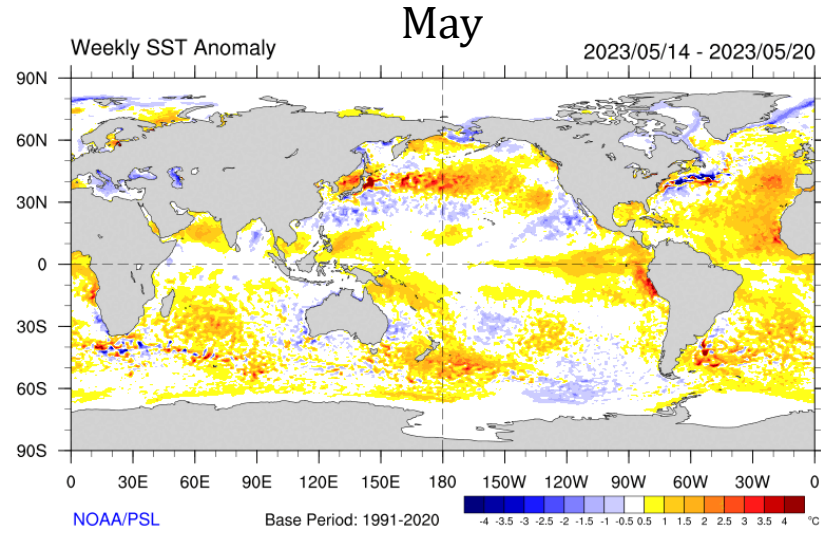 May
Weekly SST Anomaly 2023/05/14 - 2023/05/20
90N
60N
30N
0
30S
60S
90S
0 30E 60E 90E 120E 150E 180 150W 120W 90W 60W 30W 0
NOAA/PSL Base Period: 1991-2020
-4 -3.5 -3 -2.5 -2 -1.5 -1 -0.5 0.5 1 1.5 2 2.5 3 3.5 4 °C